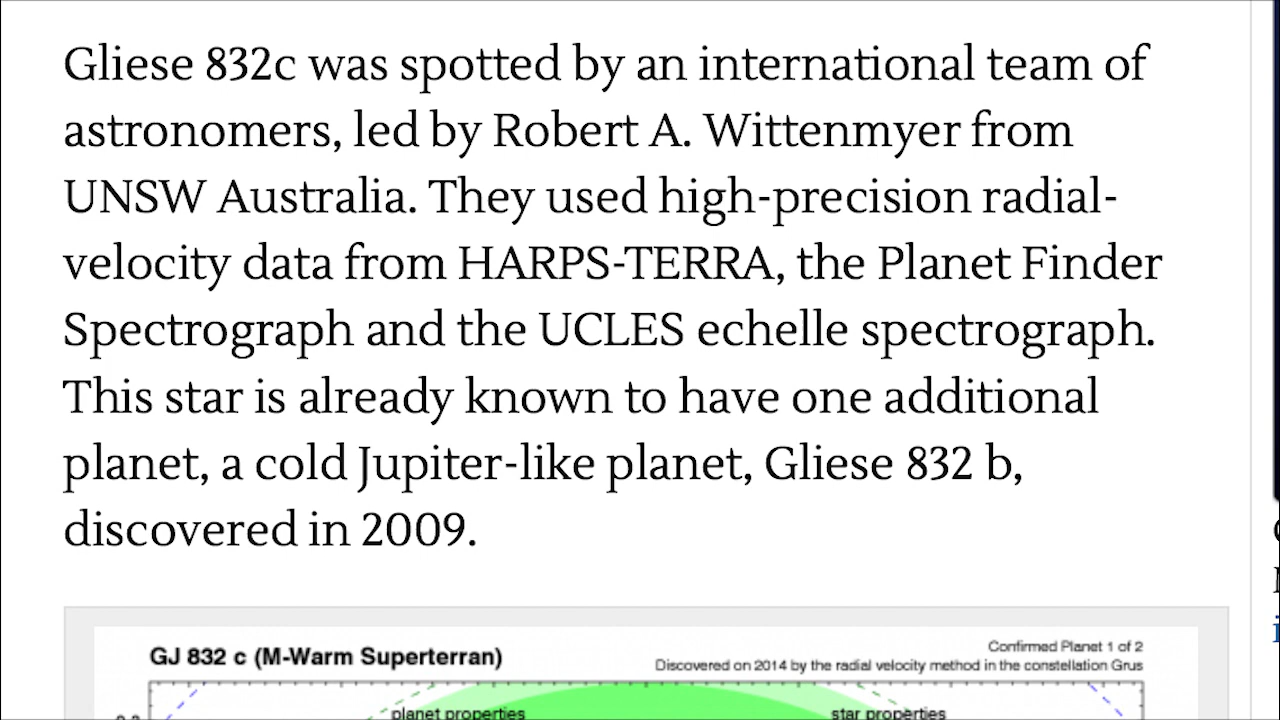 Gliese 832c was spotted by an international team of
astronomers, led by Robert A. Wittenmyer from
UNSW Australia. They used high-precision radial-
velocity data from HARPS-TERRA, the Planet Finder
Spectrograph and the UCLES echelle spectrograph.
This star is already known to have one additional
planet, a cold Jupiter-like planet, Gliese 832 b,
discovered in 2009.
GJ 832 c (M-Warm Superterran)
Confirmed Planet 1 of 2
Discovered on 2014 by the radial velocity method in the constellation Grus
planet properties
star properties